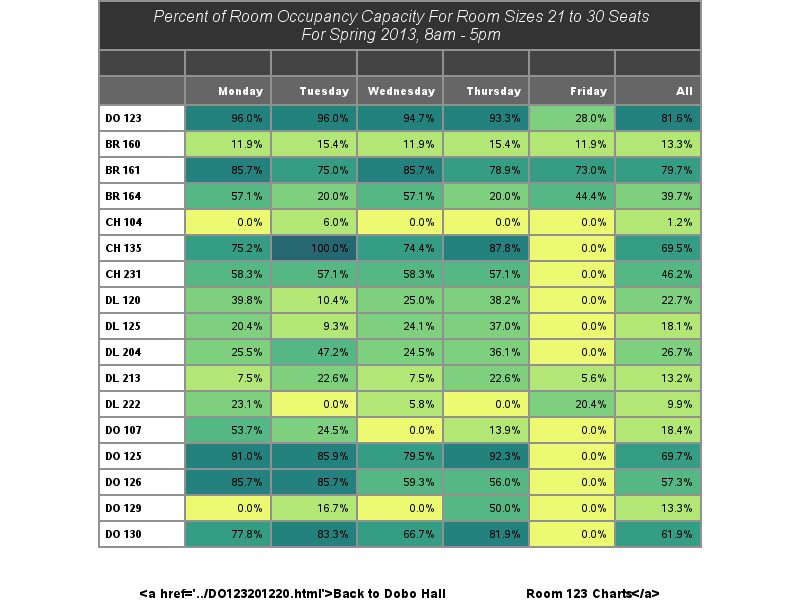 Percent of Room Occupancy Capacity For Room Sizes 21 to 30 Seats
For Spring 2013, 8am - 5pm
Monday Tuesday Wednesday Thursday Friday All
DO 123 96.0% 96.0% 94.7% 93.3% 28.0% 81.6%
BR 160 11.9% 15.4% 11.9% 15.4% 11.9% 13.3%
BR 161 85.7% 75.0% 85.7% 78.9% 73.0% 79.7%
BR 164 57.1% 20.0% 57.1% 20.0% 44.4% 39.7%
CH 104 0.0% 6.0% 0.0% 0.0% 0.0% 1.2%
CH 135 75.2% 100.0% 74.4% 87.8% 0.0% 69.5%
CH 231 58.3% 57.1% 58.3% 57.1% 0.0% 46.2%
DL 120 39.8% 10.4% 25.0% 38.2% 0.0% 22.7%
DL 125 20.4% 9.3% 24.1% 37.0% 0.0% 18.1%
DL 204 25.5% 47.2% 24.5% 36.1% 0.0% 26.7%
DL 213 7.5% 22.6% 7.5% 22.6% 5.6% 13.2%
DL 222 23.1% 0.0% 5.8% 0.0% 20.4% 9.9%
DO 107 53.7% 24.5% 0.0% 13.9% 0.0% 18.4%
DO 125 91.0% 85.9% 79.5% 92.3% 0.0% 69.7%
DO 126 85.7% 85.7% 59.3% 56.0% 0.0% 57.3%
DO 129 0.0% 16.7% 0.0% 50.0% 0.0% 13.3%
DO 130 77.8% 83.3% 66.7% 81.9% 0.0% 61.9%
<a href='../DO123201220.html'>Back to Dobo Hall Room 123 Charts</a>